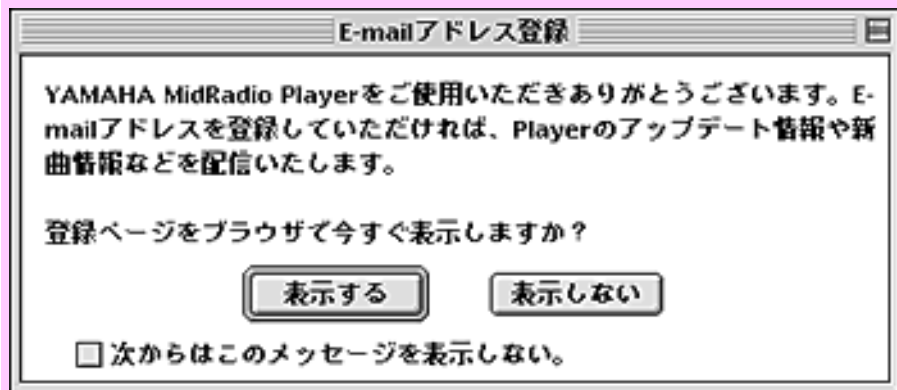 E-mailアドレス登録
YAMAHA MidRadio Playerをご使用いただきありがとうございます。E-
mailアドレスを登録していただければ、Playerのアップデート情報や新
曲情報などを配信いたします。
登録ページをブラウザで今すぐ表示しますか？
表示する 表示しない
次からはこのメッセージを表示しない。